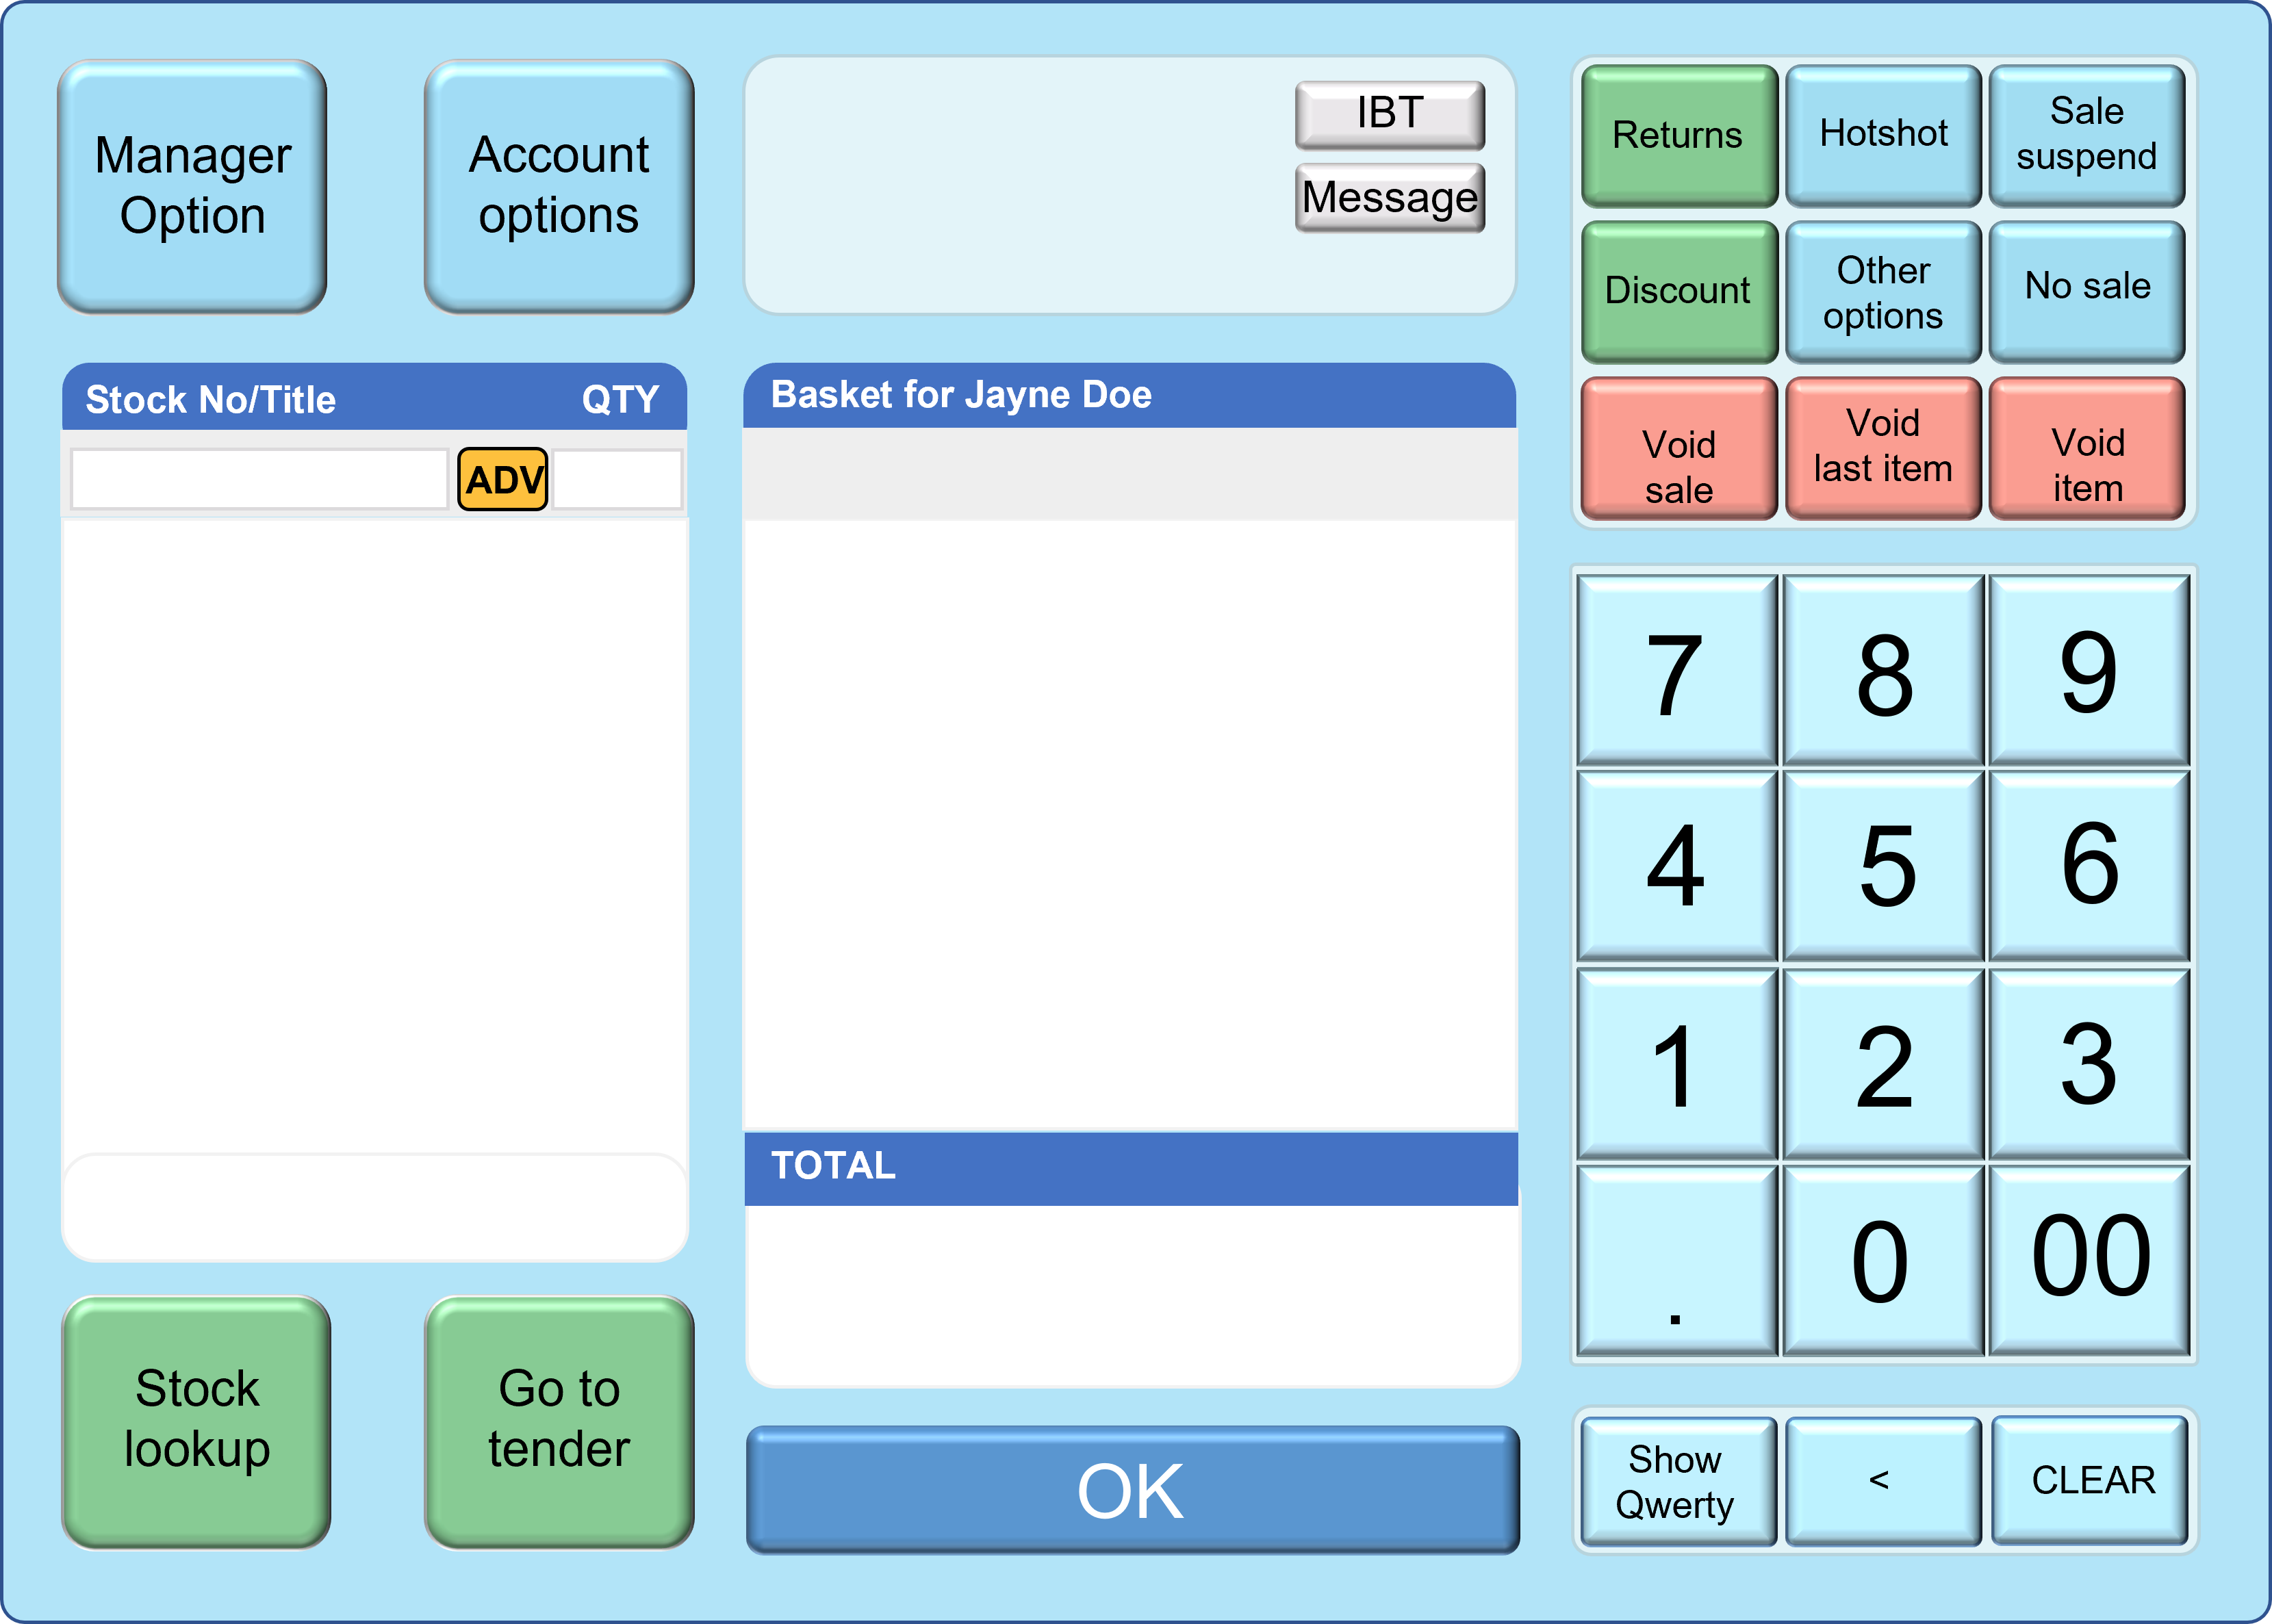 Manager
Option
Account
options
IBT
Message
Returns
Hotshot
Sale
suspend
Discount
Other
options
No sale
Void
sale
Void
last item
Void
item
Stock No/Title QTY
ADV
Basket for Jayne Doe
TOTAL
7 8 9
4 5 6
1 2 3
. 0 00
Stock
lookup
Go to
tender
OK
Show
Qwerty
<
CLEAR